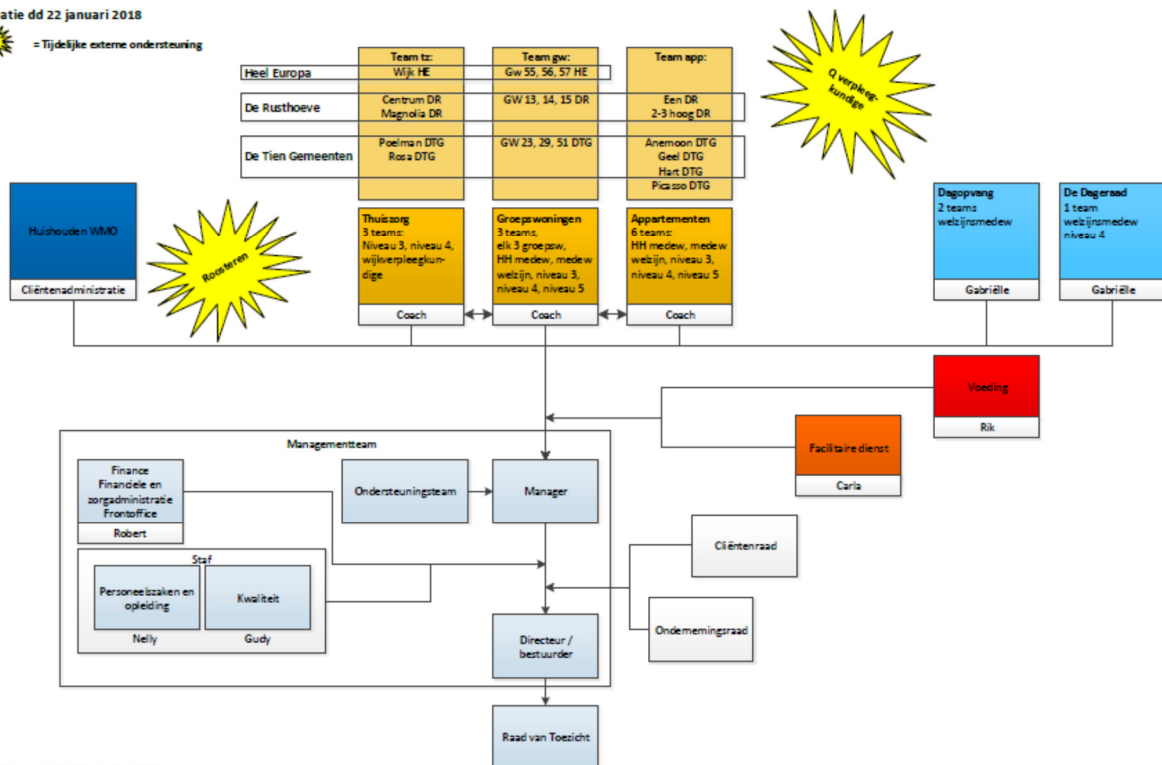 atie dd 22 januari 2018
= Tijdelijke externe ondersteuning
Team tz:
Team gw:
Team app:
Heel Europa
Wijk HE
Gw 55, 56, 57 HE
De Rusthoeve
Centrum DR
Magnolia DR
GW 13, 14, 15 DR
Een DR
2-3 hoog DR
De Tien Gemeenten
Poelman DTG
Rosa DTG
GW 23, 29, 51 DTG
Anemoon DTG
Geel DTG
Hart DTG
Picasso DTG
Q verpleeg-
kundige
Huishouden WMO
Cliëntenadministratie
Roosteren
Thuiszorg
3 teams:
Niveau 3, niveau 4,
wijkverpleegkun-
dige
Coach
Groepswoningen
3 teams,
elk 3 groepsw,
HH medew, medew
welzijn, niveau 3,
niveau 4, niveau 5
Coach
Appartementen
6 teams:
HH medew, medew
welzijn, niveau 3,
niveau 4, niveau 5
Coach
Dagopvang
2 teams
welzijnsmedew
Gabriëlle
De Dageraad
1 team
welzijnsmedew
niveau 4
Gabriëlle
Voeding
Rik
Facilitaire dienst
Carla
Managementteam
Finance
Financiele en
zorgadministratie
Frontoffice
Robert
Ondersteuningsteam
Manager
Staf
Personeelszaken en
opleiding
Nelly
Kwaliteit
Gudy
Cliëntenraad
Ondernemingsraad
Directeur /
bestuurder
Raad van Toezicht